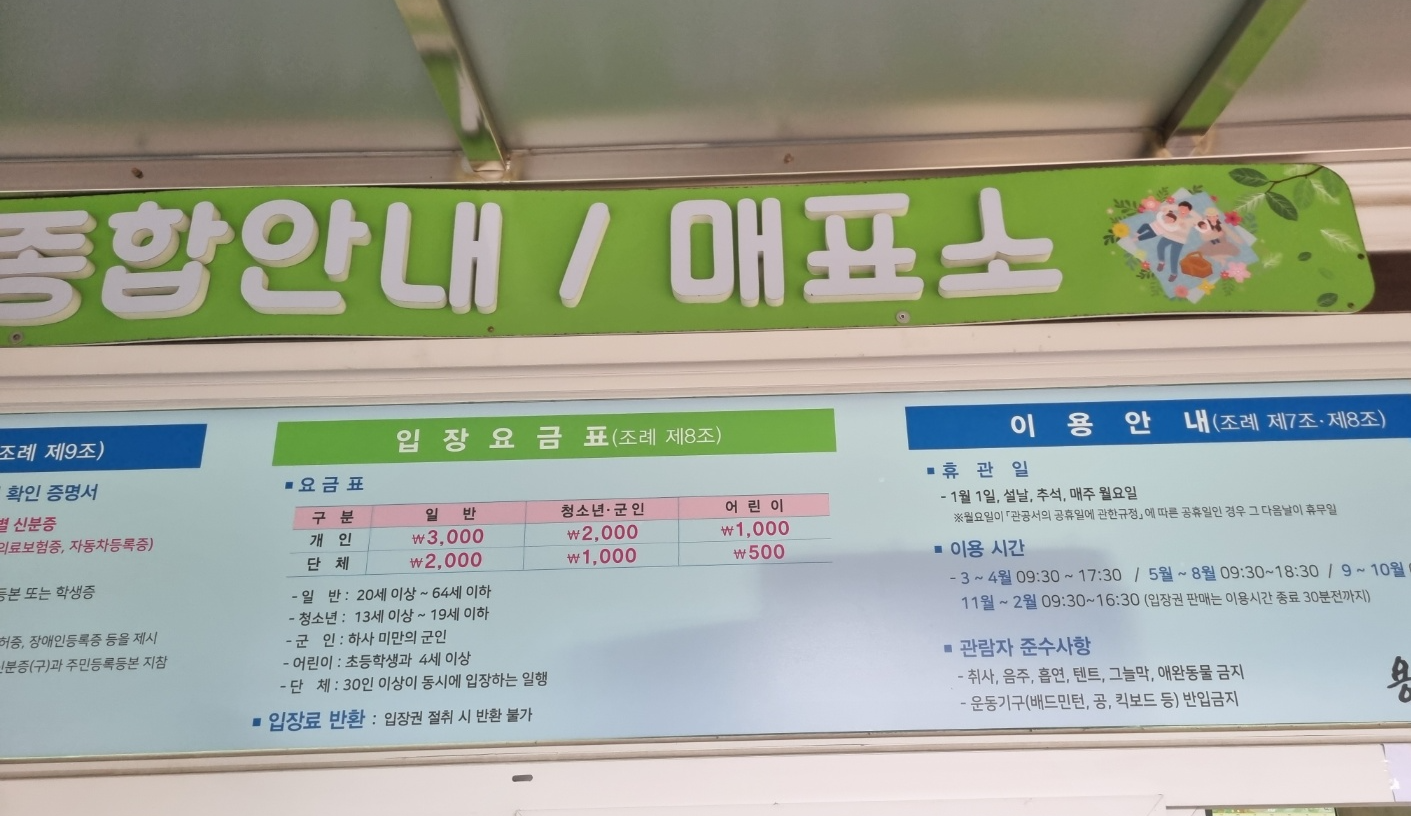 종합안내 / 매표소
조례 제9조)
확인 증명서
별 신분증
의료보험증, 자동차등록증)
등본 또는 학생증
허증, 장애인등록증 등을 제시
신분증(구)과 주민등록등본 지참
입 장 요 금 표(조례 제8조)
■ 요 금 표
구 분 일 반 청소년·군인 어 린 이
개 인 ₩3,000 ₩2,000 ₩1,000
단 체 ₩2,000 ₩1,000 ₩500
- 일 반 : 20세 이상 ~ 64세 이하
- 청소년 : 13세 이상 ~ 19세 이하
- 군 인 : 하사 미만의 군인
- 어린이 : 초등학생과 4세 이상
- 단 체 : 30인 이상이 동시에 입장하는 일행
■ 입장료 반환 : 입장권 절취 시 반환 불가
이 용 안 내(조례 제7조·제8조)
■ 휴 관 일
- 1월 1일, 설날, 추석, 매주 월요일
※월요일이 「관공서의 공휴일에 관한규정」에 따른 공휴일인 경우 그 다음날이 휴무일
■ 이용 시간
- 3 ~ 4월 09:30 ~ 17:30 / 5월 ~ 8월 09:30~18:30 / 9 ~ 10월
11월 ~ 2월 09:30~16:30 (입장권 판매는 이용시간 종료 30분전까지)
■ 관람자 준수사항
- 취사, 음주, 흡연, 텐트, 그늘막, 애완동물 금지
- 운동기구(배드민턴, 공, 킥보드 등) 반입금지
용